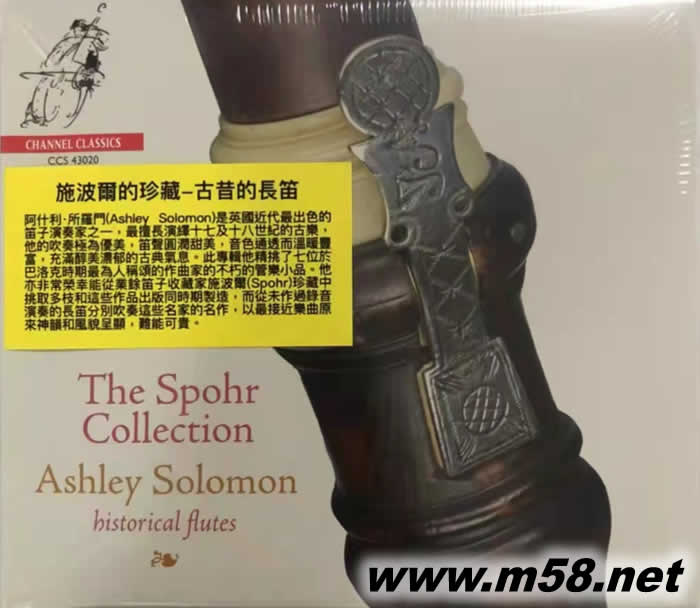 CHANNEL CLASSICS
CCS 43020
施波爾的珍藏–古昔的長笛
阿什利·所羅門(Ashley Solomon)是英國近代最出色的
笛子演奏家之一，最擅長演繹十七及十八世紀的古樂，
他的吹奏極為優美，笛聲圓潤甜美，音色通透而溫暖豐
富，充滿醇美濃郁的古典氣息。此專輯他精挑了七位於
巴洛克時期最為人稱頌的作曲家的不朽的管樂小品。他
亦非常榮幸能從業餘笛子收藏家施波爾(Spohr)珍藏中
挑取多枝和這些作品出版同時期製造，而從未作過錄音
演奏的長笛分別吹奏這些名家的名作，以最接近樂曲原
來神韻和風貌呈顯，難能可貴。
The Spohr
Collection
Ashley Solomon
historical flutes
www.m58.net